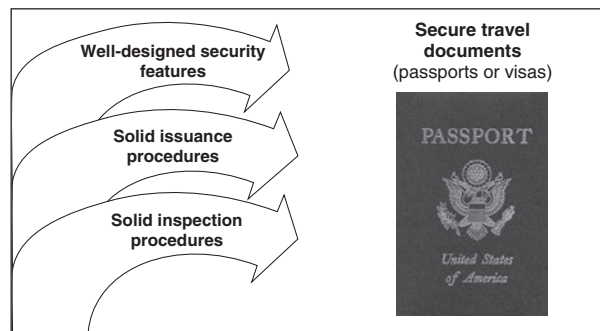 Well-designed security
features
Solid issuance
procedures
Solid inspection
procedures
Secure travel
documents
(passports or visas)
PASSPORT
United States
of America